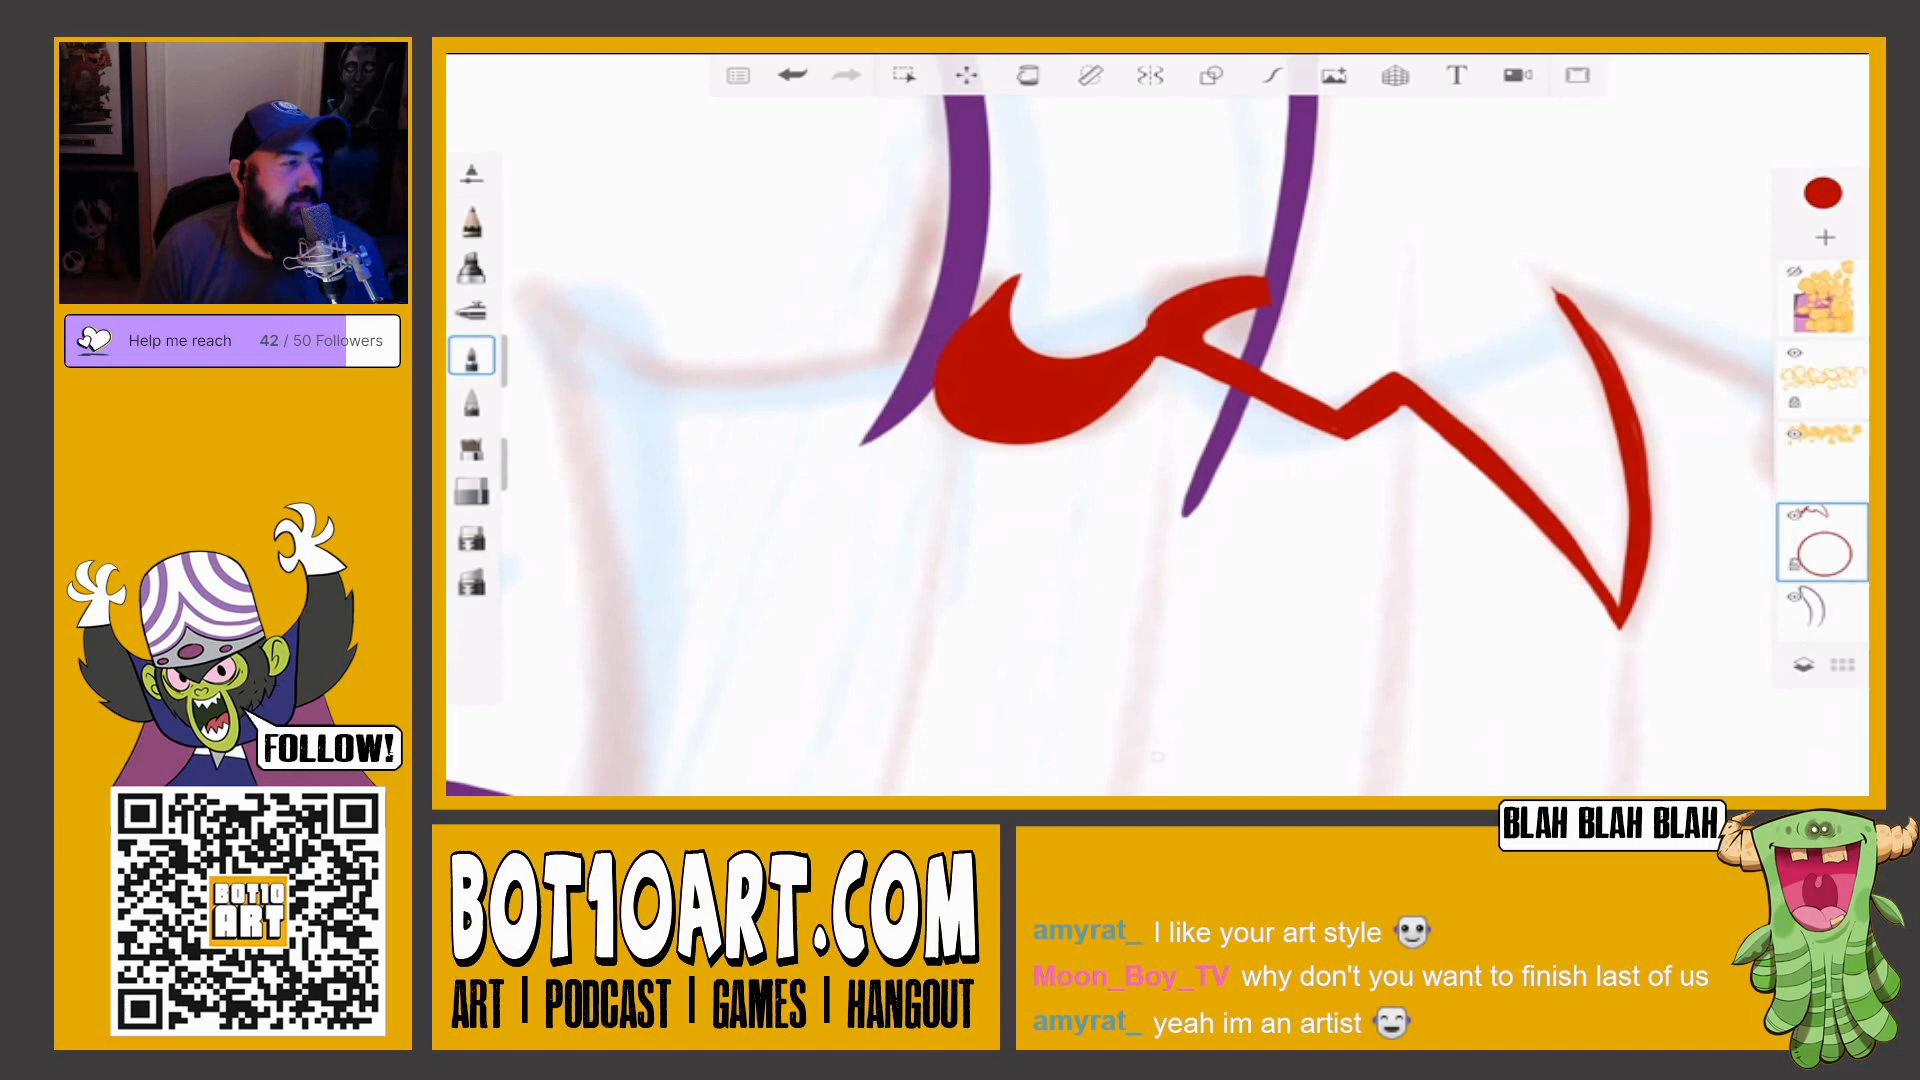 T
Help me reach 42 / 50 Followers
FOLLOW!
BOT10
ART
BOT10ART.COM
ART | PODCAST | GAMES | HANGOUT
BLAH BLAH BLAH
amyrat_ I like your art style
Moon_Boy_TV why don't you want to finish last of us
amyrat_ yeah im an artist